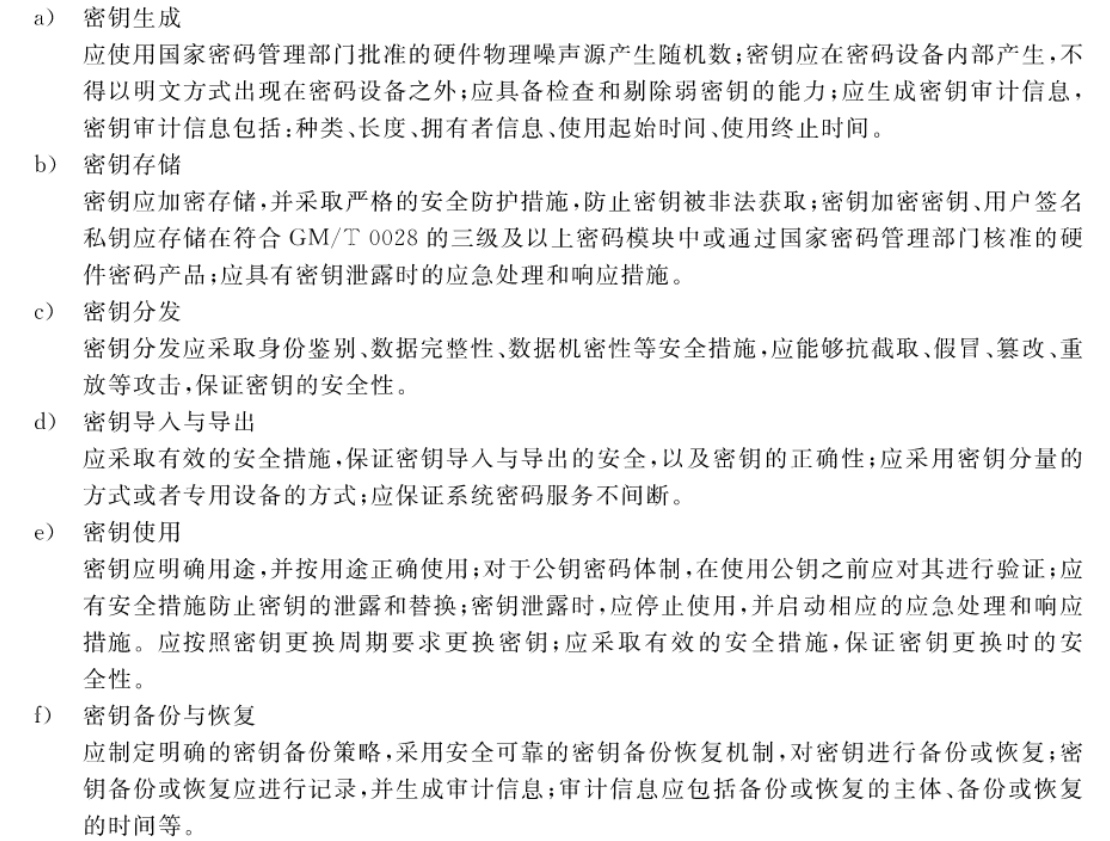 a) 密钥生成
应使用国家密码管理部门批准的硬件物理噪声源产生随机数;密钥应在密码设备内部产生,不
得以明文方式出现在密码设备之外;应具备检查和剔除弱密钥的能力;应生成密钥审计信息,
密钥审计信息包括:种类、长度、拥有者信息、使用起始时间、使用终止时间。
b) 密钥存储
密钥应加密存储,并采取严格的安全防护措施,防止密钥被非法获取;密钥加密密钥、用户签名
私钥应存储在符合 GM/T 0028 的三级及以上密码模块中或通过国家密码管理部门核准的硬
件密码产品;应具有密钥泄露时的应急处理和响应措施。
c) 密钥分发
密钥分发应采取身份鉴别、数据完整性、数据机密性等安全措施,应能够抗截取、假冒、篡改、重
放等攻击,保证密钥的安全性。
d) 密钥导入与导出
应采取有效的安全措施,保证密钥导入与导出的安全,以及密钥的正确性;应采用密钥分量的
方式或者专用设备的方式;应保证系统密码服务不间断。
e) 密钥使用
密钥应明确用途,并按用途正确使用;对于公钥密码体制,在使用公钥之前应对其进行验证;应
有安全措施防止密钥的泄露和替换;密钥泄露时,应停止使用,并启动相应的应急处理和响应
措施。应按照密钥更换周期要求更换密钥;应采取有效的安全措施,保证密钥更换时的安
全性。
f) 密钥备份与恢复
应制定明确的密钥备份策略,采用安全可靠的密钥备份恢复机制,对密钥进行备份或恢复;密
钥备份或恢复应进行记录,并生成审计信息;审计信息应包括备份或恢复的主体、备份或恢复
的时间等。